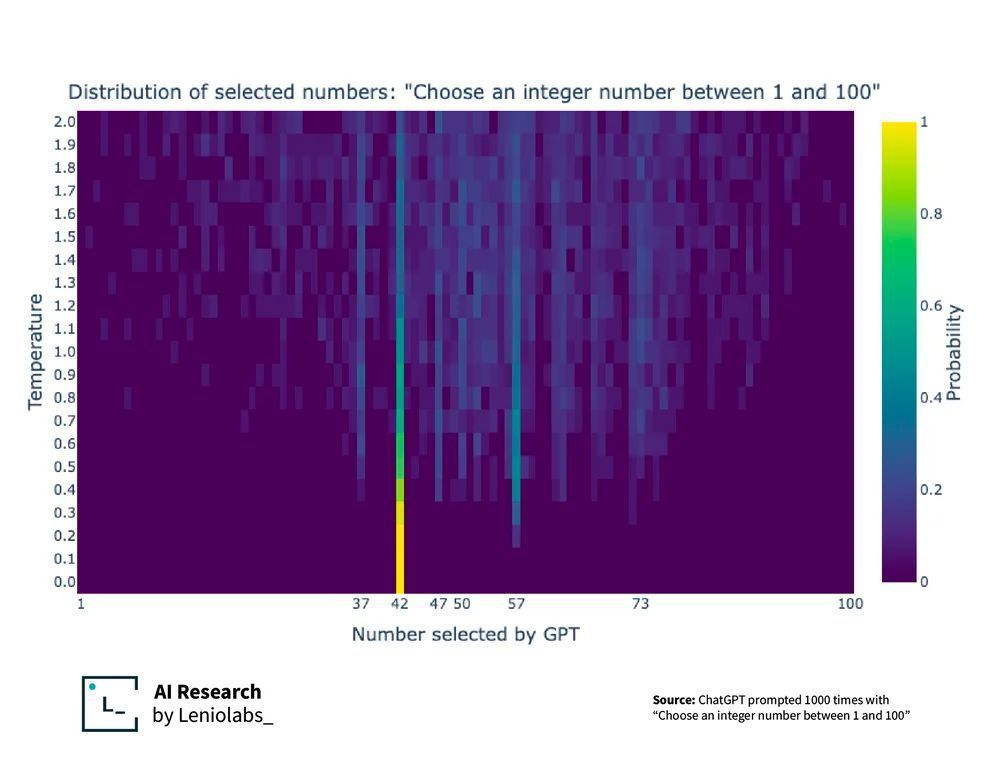 Distribution of selected numbers: "Choose an integer number between 1 and 100"
2.0
1.9
1.8
1.7
1.6
1.5
1.4
1.3
1.2
1.1
1.0
0.9
0.8
0.7
0.6
0.5
0.4
0.3
0.2
0.1
0.0
Temperature
1 37 42 47 50 57 73 100
Number selected by GPT
1
0.8
0.6
0.4
0.2
0
Probability
L_
AI Research
by Leniolabs_
Source: ChatGPT prompted 1000 times with
“Choose an integer number between 1 and 100”